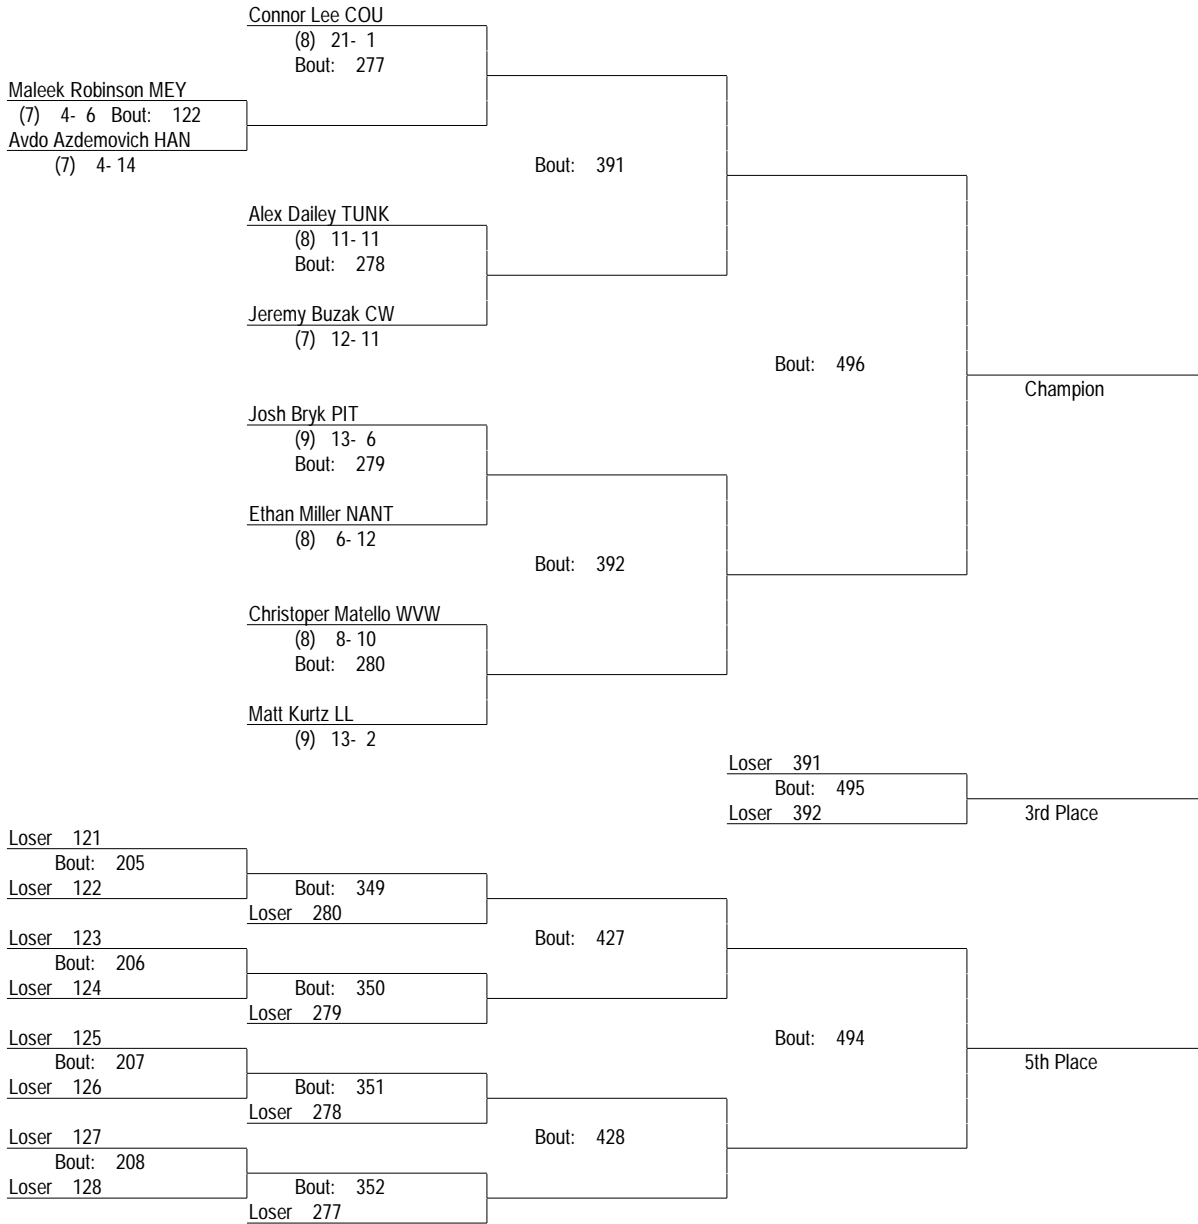 Connor Lee COU
(8) 21- 1
Bout: 277
Maleek Robinson MEY
(7) 4- 6 Bout: 122
Avdo Azdemovich HAN
(7) 4- 14
Bout: 391
Alex Dailey TUNK
(8) 11- 11
Bout: 278
Jeremy Buzak CW
(7) 12- 11
Bout: 496
Champion
Josh Bryk PIT
(9) 13- 6
Bout: 279
Ethan Miller NANT
(8) 6- 12
Bout: 392
Christoper Matello WVW
(8) 8- 10
Bout: 280
Matt Kurtz LL
(9) 13- 2
Loser 391
Bout: 495
Loser 392
3rd Place
Loser 121
Bout: 205
Loser 122
Bout: 349
Loser 280
Bout: 427
Loser 123
Bout: 206
Loser 124
Bout: 350
Loser 279
Loser 125
Bout: 207
Loser 126
Bout: 494
5th Place
Bout: 351
Loser 278
Loser 127
Bout: 208
Loser 128
Bout: 428
Bout: 352
Loser 277